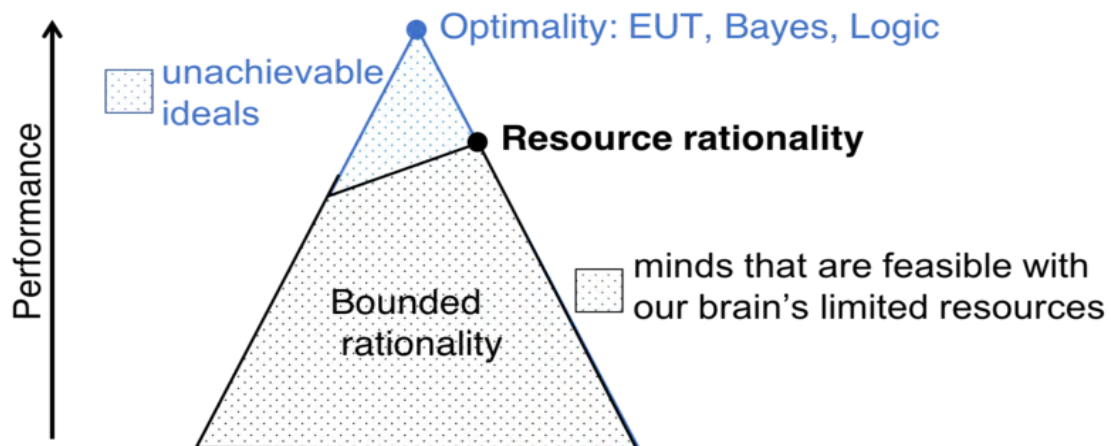 Optimality: EUT, Bayes, Logic
unachievable
ideals
Resource rationality
Performance
minds that are feasible with
our brain's limited resources
Bounded
rationality